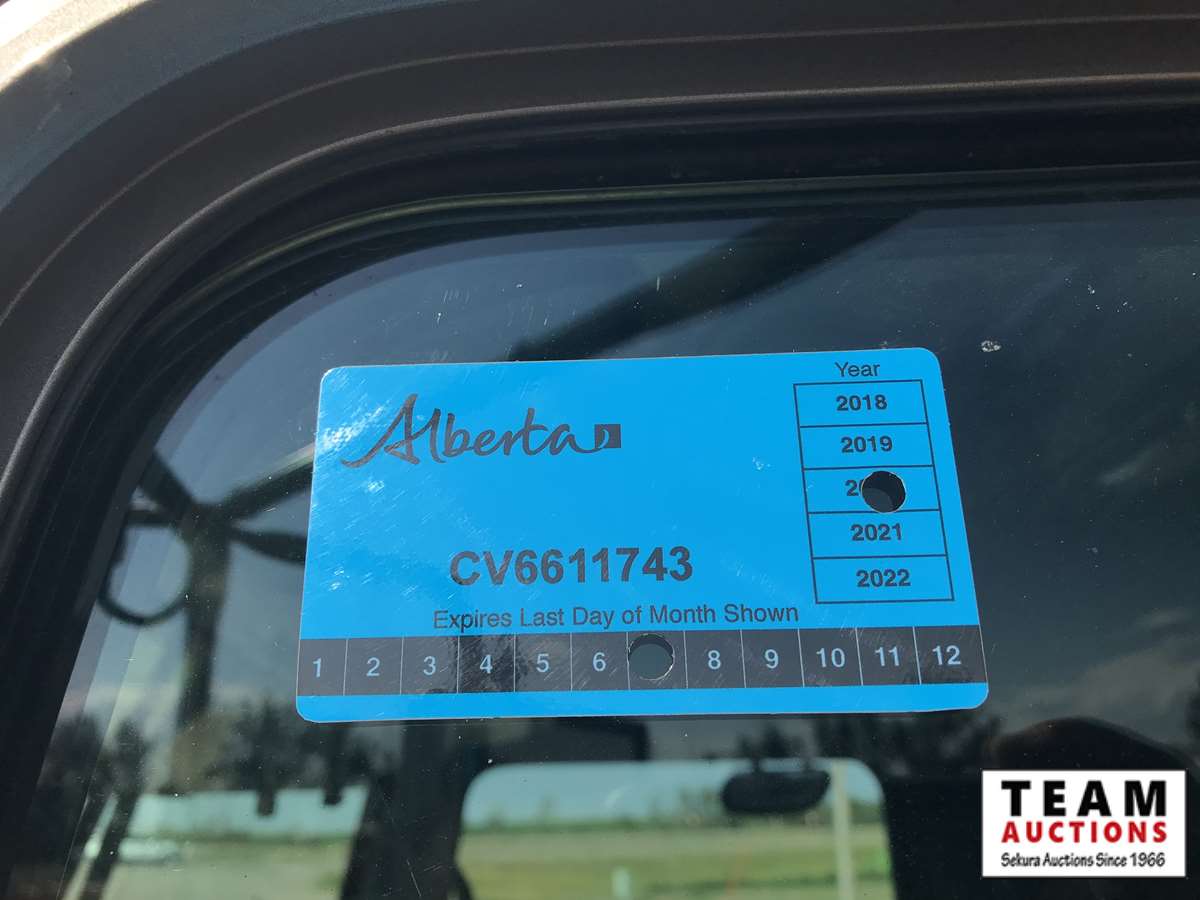 Alberta
Year
2018
2019
2
2021
2022
CV6611743
Expires Last Day of Month Shown
1 2 3 4 5 6 8 9 10 11 12
TEAM
AUCTIONS
Sekura Auctions Since 1966